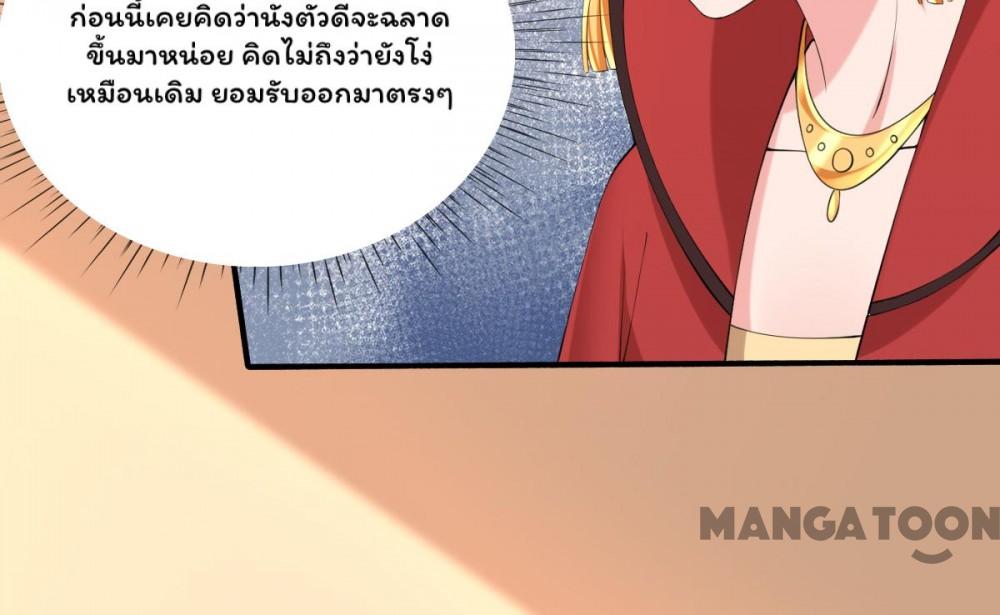 ก่อนนี้เคยคิดว่านังตัวดีจะฉลาด
ขึ้นมาหน่อย คิดไม่ถึงว่ายังโง่
เหมือนเดิม ยอมรับออกมาตรงๆ
MANGATOON